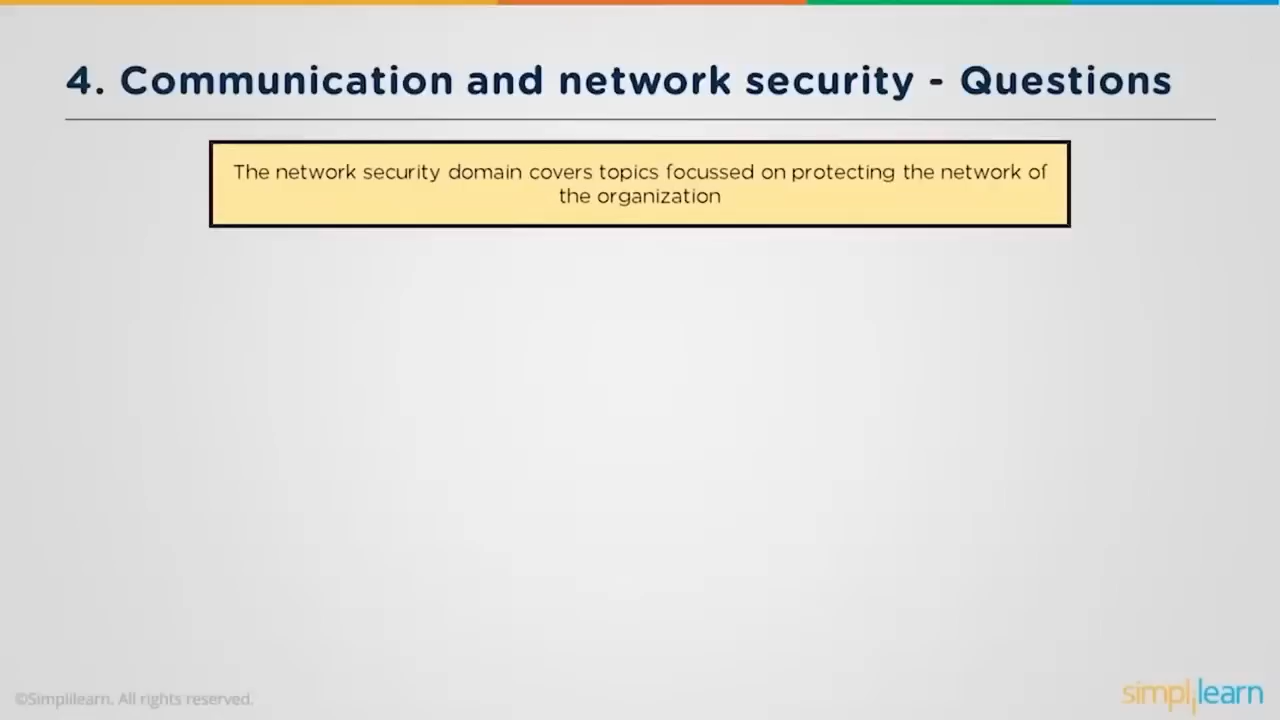 4. Communication and network security - Questions
The network security domain covers topics focussed on protecting the network of
the organization
©Simplilearn. All rights reserved.
simplilearn